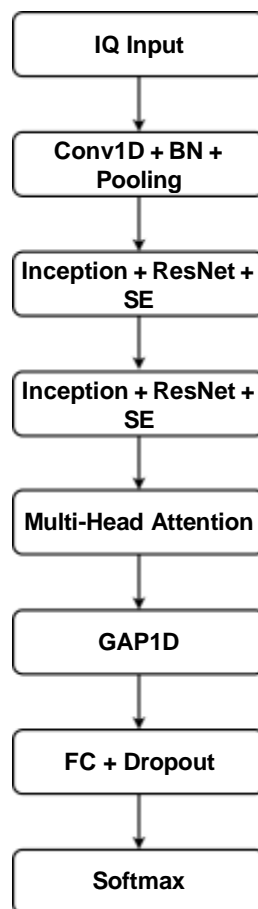 IQ Input
Conv1D + BN +
Pooling
Inception + ResNet +
SE
Inception + ResNet +
SE
Multi-Head Attention
GAP1D
FC + Dropout
Softmax